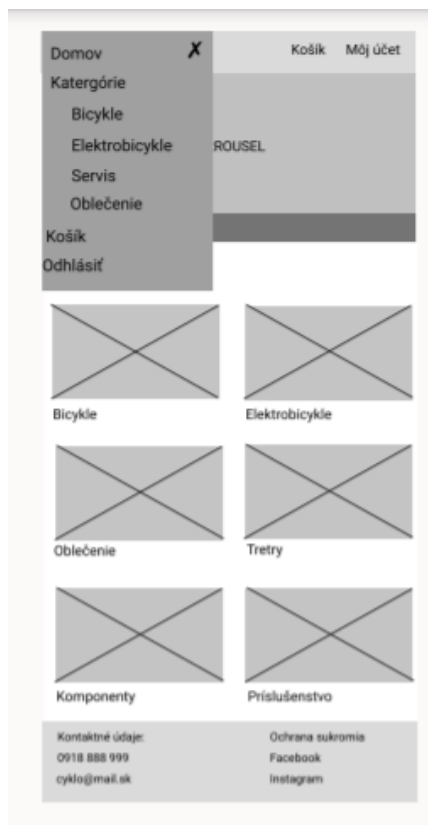 Domov ✗
Košík Môj účet
Katergórie
Bicykle
Elektrobicykle
ROUSEL
Servis
Oblečenie
Košík
Odhlásiť
Bicykle Elektrobicykle
Oblečenie Tretry
Komponenty Príslušenstvo
Kontaktné údaje: Ochrana sukromia
0918 888 999 Facebook
cyklo@mail.sk Instagram